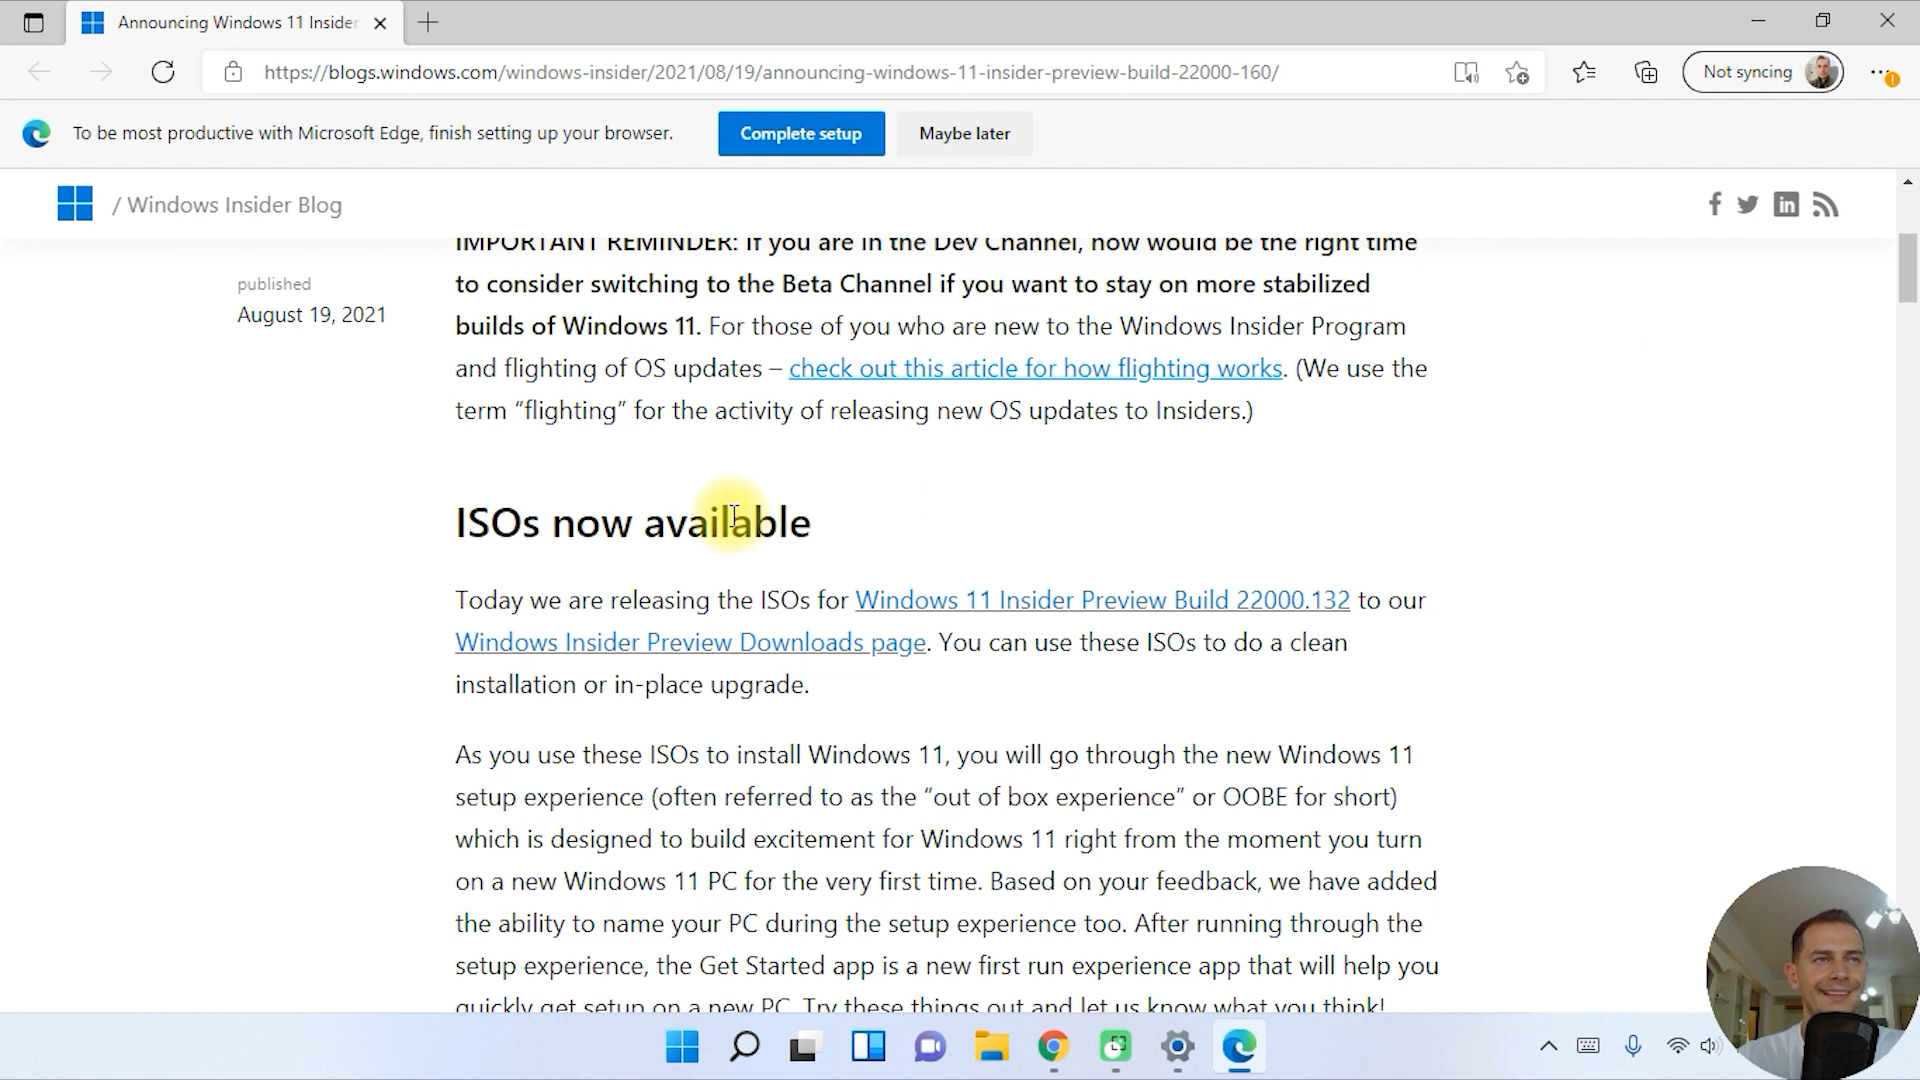 Announcing Windows 11 Insider
https://blogs.windows.com/windows-insider/2021/08/19/announcing-windows-11-insider-preview-build-22000-160/
Not syncing
To be most productive with Microsoft Edge, finish setting up your browser.
Complete setup
Maybe later
/ Windows Insider Blog
published
August 19, 2021
IMPORTANT REMINDER: If you are in the Dev Channel, now would be the right time
to consider switching to the Beta Channel if you want to stay on more stabilized
builds of Windows 11. For those of you who are new to the Windows Insider Program
and flighting of OS updates – check out this article for how flighting works. (We use the
term “flighting” for the activity of releasing new OS updates to Insiders.)
ISOs now available
Today we are releasing the ISOs for Windows 11 Insider Preview Build 22000.132 to our
Windows Insider Preview Downloads page. You can use these ISOs to do a clean
installation or in-place upgrade.
As you use these ISOs to install Windows 11, you will go through the new Windows 11
setup experience (often referred to as the “out of box experience” or OOBE for short)
which is designed to build excitement for Windows 11 right from the moment you turn
on a new Windows 11 PC for the very first time. Based on your feedback, we have added
the ability to name your PC during the setup experience too. After running through the
setup experience, the Get Started app is a new first run experience app that will help you
quickly get setup on a new PC. Try these things out and let us know what you think!